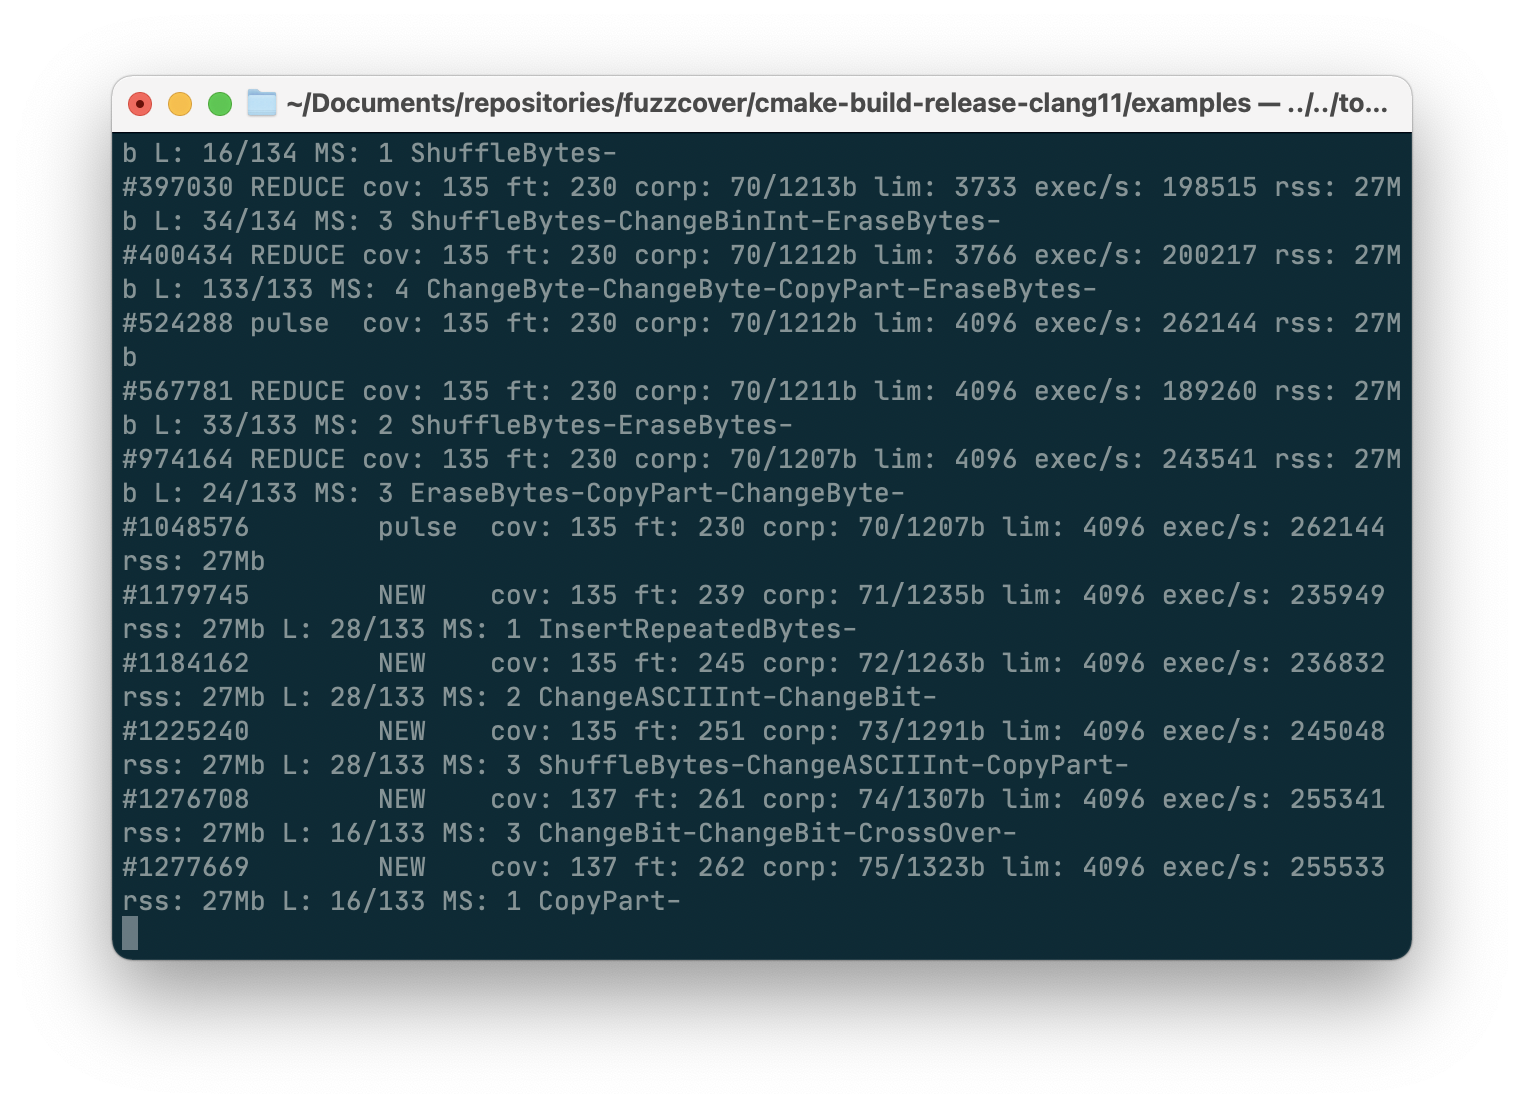 ~/Documents/repositories/fuzzcover/cmake-build-release-clang11/examples — ../../to...
b L: 16/134 MS: 1 ShuffleBytes-
#397030 REDUCE cov: 135 ft: 230 corp: 70/1213b lim: 3733 exec/s: 198515 rss: 27M
b L: 34/134 MS: 3 ShuffleBytes-ChangeBinInt-EraseBytes-
#400434 REDUCE cov: 135 ft: 230 corp: 70/1212b lim: 3766 exec/s: 200217 rss: 27M
b L: 133/133 MS: 4 ChangeByte-ChangeByte-CopyPart-EraseBytes-
#524288 pulse  cov: 135 ft: 230 corp: 70/1212b lim: 4096 exec/s: 262144 rss: 27M
b
#567781 REDUCE cov: 135 ft: 230 corp: 70/1211b lim: 4096 exec/s: 189260 rss: 27M
b L: 33/133 MS: 2 ShuffleBytes-EraseBytes-
#974164 REDUCE cov: 135 ft: 230 corp: 70/1207b lim: 4096 exec/s: 243541 rss: 27M
b L: 24/133 MS: 3 EraseBytes-CopyPart-ChangeByte-
#1048576        pulse  cov: 135 ft: 230 corp: 70/1207b lim: 4096 exec/s: 262144
rss: 27Mb
#1179745        NEW    cov: 135 ft: 239 corp: 71/1235b lim: 4096 exec/s: 235949
rss: 27Mb L: 28/133 MS: 1 InsertRepeatedBytes-
#1184162        NEW    cov: 135 ft: 245 corp: 72/1263b lim: 4096 exec/s: 236832
rss: 27Mb L: 28/133 MS: 2 ChangeASCIIInt-ChangeBit-
#1225240        NEW    cov: 135 ft: 251 corp: 73/1291b lim: 4096 exec/s: 245048
rss: 27Mb L: 28/133 MS: 3 ShuffleBytes-ChangeASCIIInt-CopyPart-
#1276708        NEW    cov: 137 ft: 261 corp: 74/1307b lim: 4096 exec/s: 255341
rss: 27Mb L: 16/133 MS: 3 ChangeBit-ChangeBit-CrossOver-
#1277669        NEW    cov: 137 ft: 262 corp: 75/1323b lim: 4096 exec/s: 255533
rss: 27Mb L: 16/133 MS: 1 CopyPart-